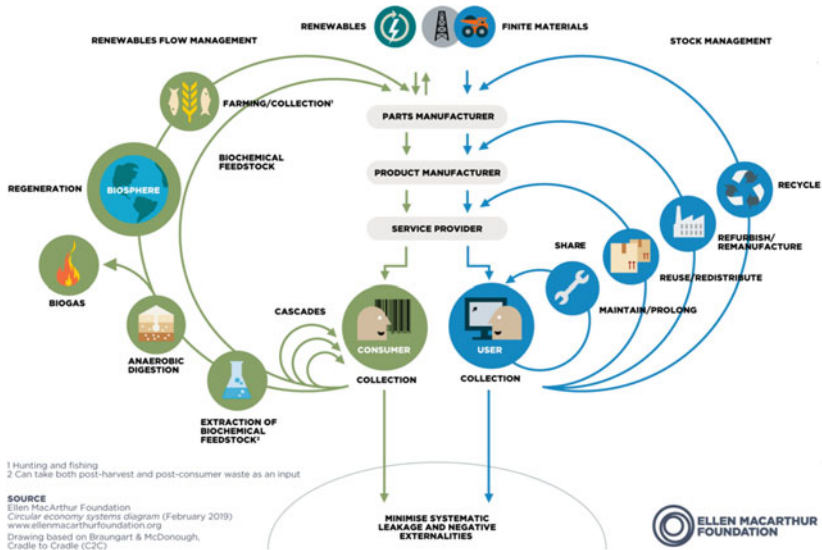 RENEWABLES
FINITE MATERIALS
RENEWABLES FLOW MANAGEMENT
STOCK MANAGEMENT
FARMING/COLLECTION¹
PARTS MANUFACTURER
BIOCHEMICAL
FEEDSTOCK
PRODUCT MANUFACTURER
REGENERATION
BIOSPHERE
RECYCLE
SERVICE PROVIDER
SHARE
REFURBISH/
REMANUFACTURE
REUSE/REDISTRIBUTE
BIOGAS
CASCADES
MAINTAIN/PROLONG
CONSUMER
USER
ANAEROBIC
DIGESTION
COLLECTION
COLLECTION
EXTRACTION OF
BIOCHEMICAL
FEEDSTOCK²
1 Hunting and fishing
2 Can take both post-harvest and post-consumer waste as an input
SOURCE
Ellen MacArthur Foundation
Circular economy systems diagram (February 2019)
www.ellenmacarthurfoundation.org
Drawing based on Braungart & McDonough,
Cradle to Cradle (C2C)
MINIMISE SYSTEMATIC
LEAKAGE AND NEGATIVE
EXTERNALITIES
ELLEN MACARTHUR
FOUNDATION